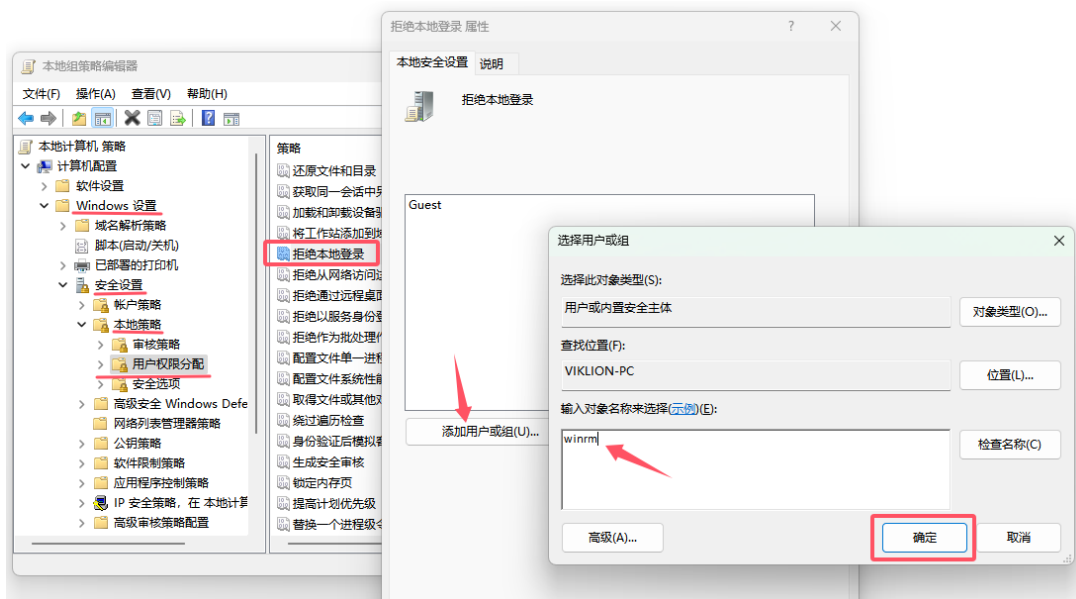 本地组策略编辑器
文件(F) 操作(A) 查看(V) 帮助(H)
本地计算机 策略
计算机配置
软件设置
Windows 设置
域名解析策略
脚本(启动/关机)
已部署的打印机
安全设置
帐户策略
本地策略
审核策略
用户权限分配
安全选项
高级安全 Windows Defe
网络列表管理器策略
公钥策略
软件限制策略
应用程序控制策略
IP 安全策略，在 本地计算
高级审核策略配置
策略
还原文件和目录
获取同一会话中另
加载和卸载设备驱
将工作站添加到域
拒绝本地登录
拒绝从网络访问这
拒绝通过远程桌面
拒绝以服务身份登
拒绝作为批处理作
配置文件单一进程
配置文件系统性能
取得文件或其他对
绕过遍历检查
身份验证后模拟客
生成安全审核
锁定内存页
提高计划优先级
替换一个进程级令
拒绝本地登录 属性
?
本地安全设置 说明
拒绝本地登录
Guest
添加用户或组(U)...
选择用户或组
选择此对象类型(S):
用户或内置安全主体
对象类型(O)...
查找位置(F):
VIKLION-PC
位置(L)...
输入对象名称来选择(示例)(E):
winrm
检查名称(C)
高级(A)...
确定
取消